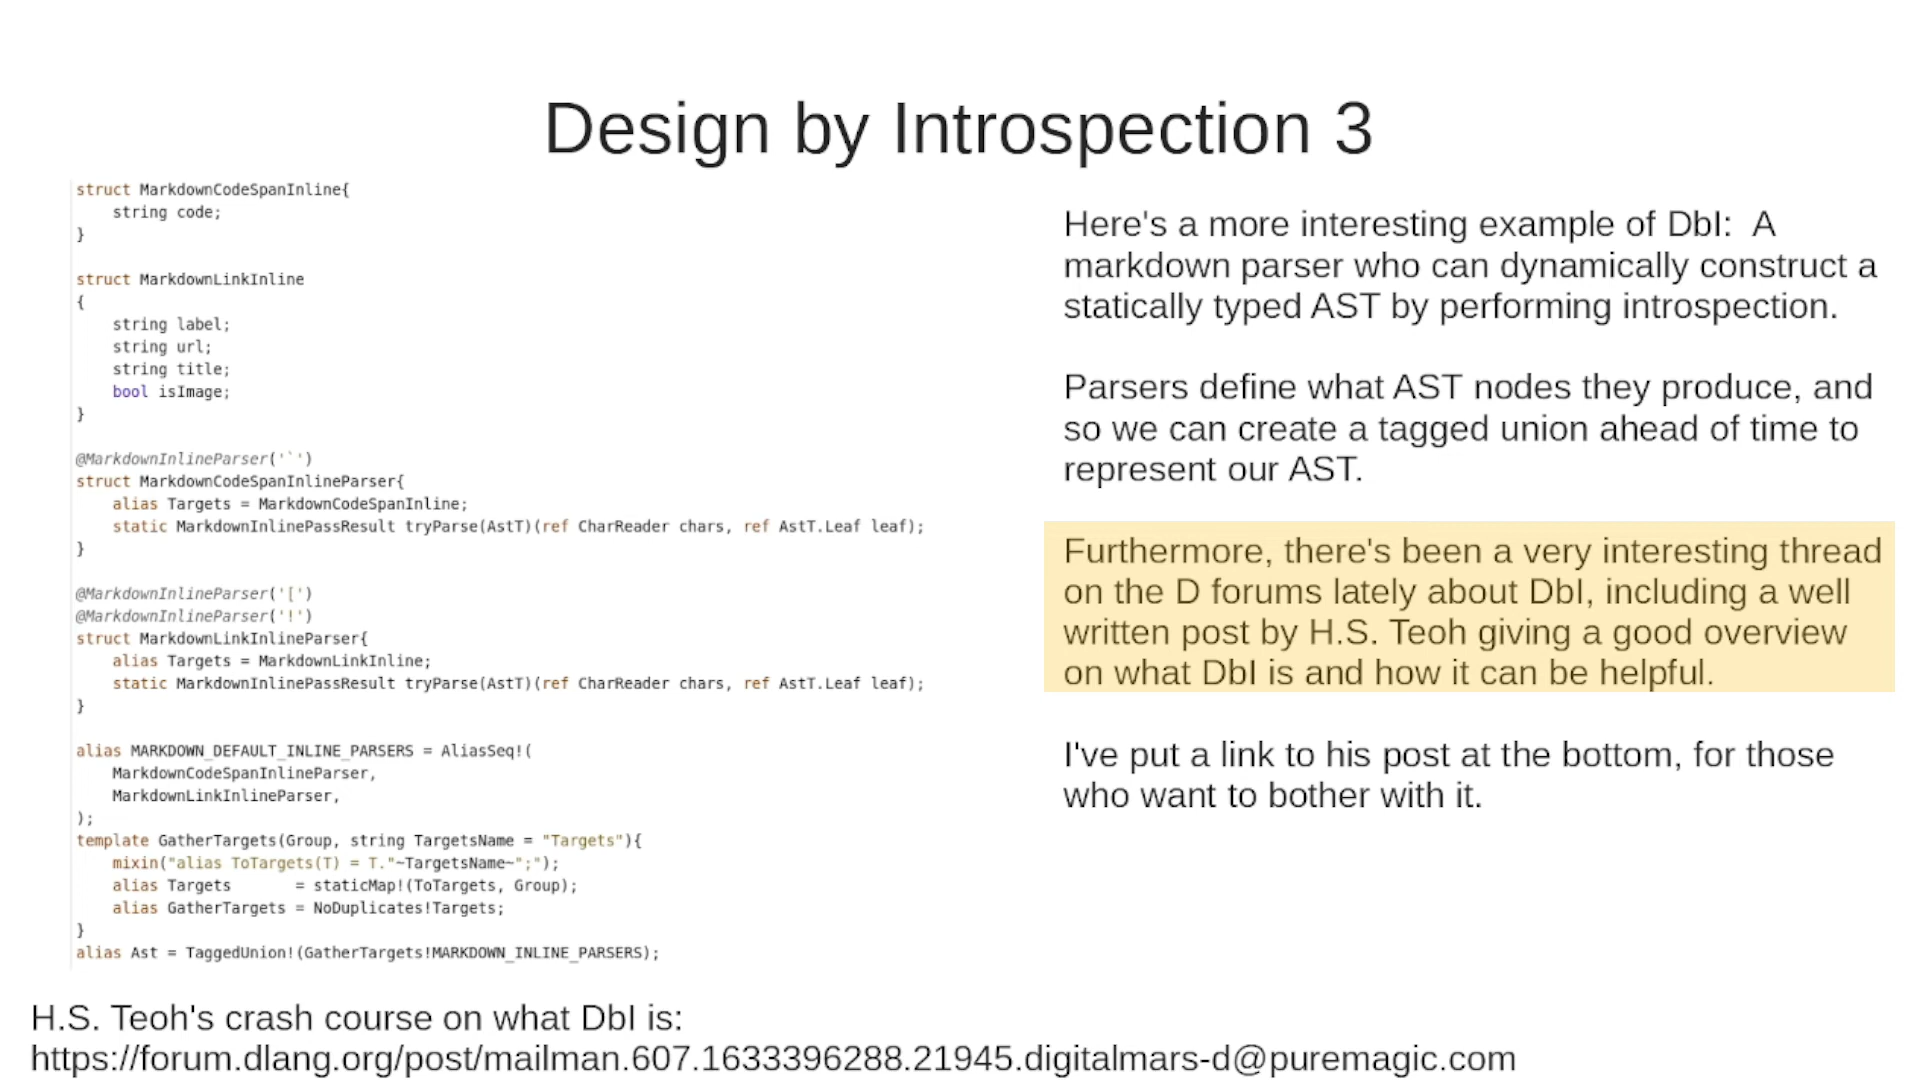 Design by Introspection 3
struct MarkdownCodeSpanInline{
    string code;
}
struct MarkdownLinkInline
{
    string label;
    string url;
    string title;
    bool isImage;
}
@MarkdownInlineParser('`')
struct MarkdownCodeSpanInlineParser{
    alias Targets = MarkdownCodeSpanInline;
    static MarkdownInlinePassResult tryParse(AstT)(ref CharReader chars, ref AstT.Leaf leaf);
}
@MarkdownInlineParser('[')
@MarkdownInlineParser('!')
struct MarkdownLinkInlineParser{
    alias Targets = MarkdownLinkInline;
    static MarkdownInlinePassResult tryParse(AstT)(ref CharReader chars, ref AstT.Leaf leaf);
}
alias MARKDOWN_DEFAULT_INLINE_PARSERS = AliasSeq!(
    MarkdownCodeSpanInlineParser,
    MarkdownLinkInlineParser,
);
template GatherTargets(Group, string TargetsName = "Targets"){
    mixin("alias ToTargets(T) = T."~TargetsName~";");
    alias Targets       = staticMap!(ToTargets, Group);
    alias GatherTargets = NoDuplicates!Targets;
}
alias Ast = TaggedUnion!(GatherTargets!MARKDOWN_INLINE_PARSERS);
Here's a more interesting example of DbI:  A
markdown parser who can dynamically construct a
statically typed AST by performing introspection.
Parsers define what AST nodes they produce, and
so we can create a tagged union ahead of time to
represent our AST.
Furthermore, there's been a very interesting thread
on the D forums lately about DbI, including a well
written post by H.S. Teoh giving a good overview
on what DbI is and how it can be helpful.
I've put a link to his post at the bottom, for those
who want to bother with it.
H.S. Teoh's crash course on what DbI is:
https://forum.dlang.org/post/mailman.607.1633396288.21945.digitalmars-d@puremagic.com